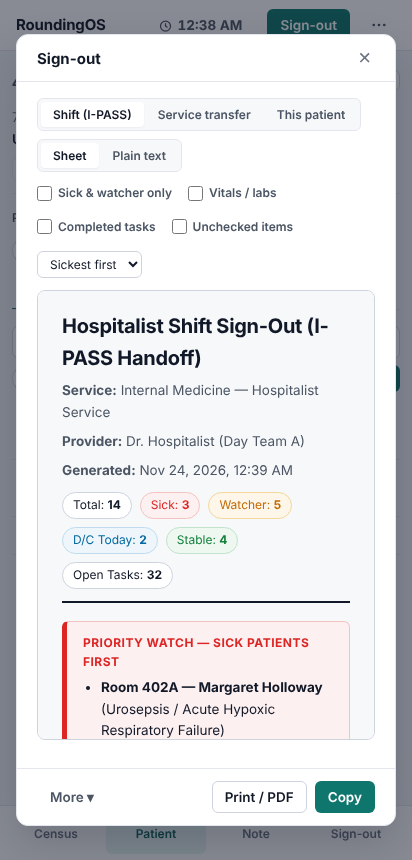 RoundingOS 12:38 AM Sign-out ...
Sign-out ×
Shift (I-PASS) Service transfer This patient
Sheet Plain text
Sick & watcher only Vitals / labs
Completed tasks Unchecked items
Sickest first
Hospitalist Shift Sign-Out (I-
PASS Handoff)
Service: Internal Medicine — Hospitalist
Service
Provider: Dr. Hospitalist (Day Team A)
Generated: Nov 24, 2026, 12:39 AM
Total: 14 Sick: 3 Watcher: 5
D/C Today: 2 Stable: 4
Open Tasks: 32
PRIORITY WATCH — SICK PATIENTS
FIRST
• Room 402A — Margaret Holloway
(Urosepsis / Acute Hypoxic
Respiratory Failure)
More ▾ Print / PDF Copy
Census Patient Note Sign-out